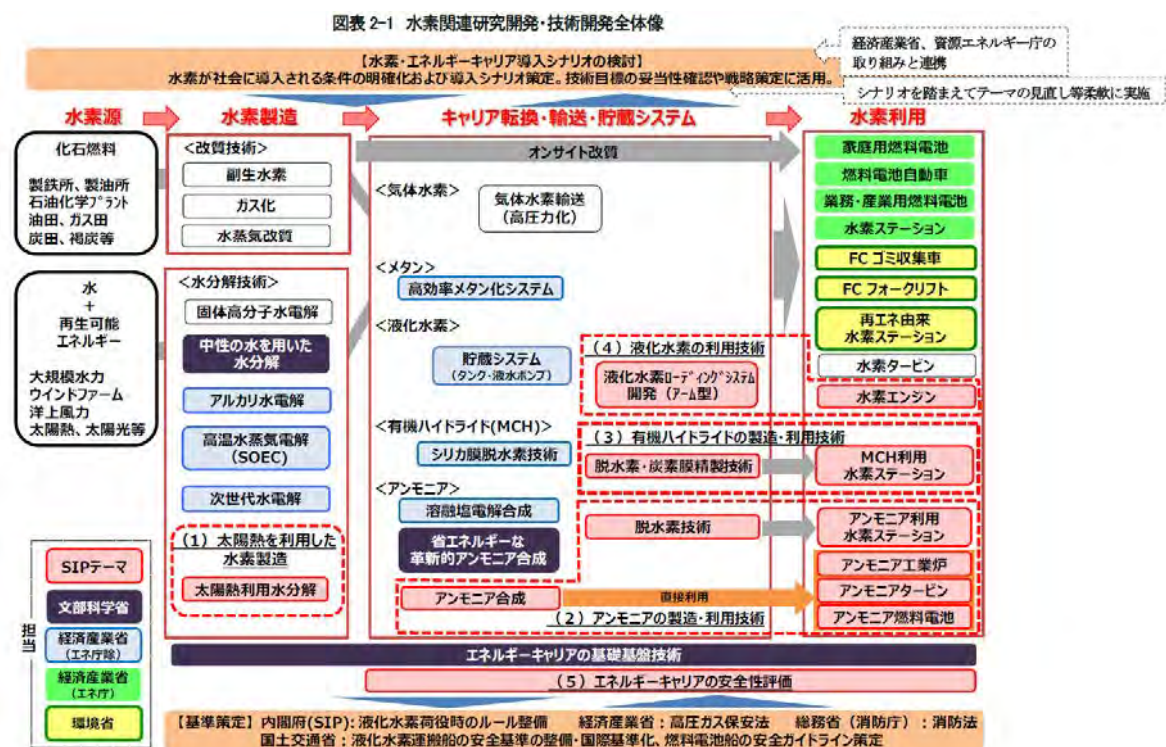 図表 2-1 水素関連研究開発・技術開発全体像
【水素・エネルギーキャリア導入シナリオの検討】
水素が社会に導入される条件の明確化および導入シナリオ策定。技術目標の妥当性確認や戦略策定に活用。
経済産業省、資源エネルギー庁の
取り組みと連携
シナリオを踏まえてテーマの見直し等柔軟に実施
水素源
水素製造
キャリア転換・輸送・貯蔵システム
水素利用
化石燃料
製鉄所、製油所
石油化学プラント
油田、ガス田
炭田、褐炭等
水
+
再生可能
エネルギー
大規模水力
ウインドファーム
洋上風力
太陽熱、太陽光等
<改質技術>
副生水素
ガス化
水蒸気改質
<水分解技術>
固体高分子水電解
中性の水を用いた
水分解
アルカリ水電解
高温水蒸気電解
(SOEC)
次世代水電解
(1)太陽熱を利用した
水素製造
太陽熱利用水分解
オンサイト改質
<気体水素>
気体水素輸送
(高圧力化)
<メタン>
高効率メタン化システム
<液化水素>
貯蔵システム
(タンク・液水ポンプ)
(4)液化水素の利用技術
液化水素ローディングシステム
開発(アーム型)
<有機ハイドライド(MCH)>
シリカ膜脱水素技術
(3)有機ハイドライドの製造・利用技術
脱水素・炭素膜精製技術
<アンモニア>
溶融塩電解合成
省エネルギーな
革新的アンモニア合成
脱水素技術
アンモニア合成
直接利用
(2)アンモニアの製造・利用技術
家庭用燃料電池
燃料電池自動車
業務・産業用燃料電池
水素ステーション
FC ゴミ収集車
FC フォークリフト
再エネ由来
水素ステーション
水素タービン
水素エンジン
MCH利用
水素ステーション
アンモニア利用
水素ステーション
アンモニア工業炉
アンモニアタービン
アンモニア燃料電池
担当
SIPテーマ
文部科学省
経済産業省
(エネ庁除)
経済産業省
(エネ庁)
環境省
エネルギーキャリアの基礎基盤技術
(5)エネルギーキャリアの安全性評価
【基準策定】内閣府(SIP):液化水素荷役時のルール整備 経済産業省:高圧ガス保安法 総務省(消防庁):消防法
国土交通省:液化水素運搬船の安全基準の整備・国際基準化、燃料電池船の安全ガイドライン策定